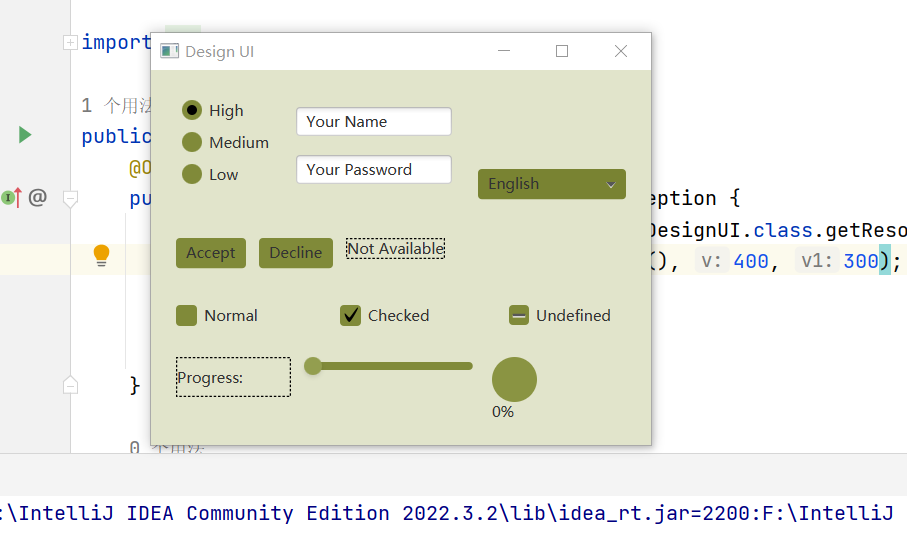 import
Design UI
High
Your Name
1 个用法
Medium
public
Low
Your Password
English
@O
pu
eption {
DesignUI.class.getReso
Accept
Decline
Not Available
(), v: 400, v1: 300);
Normal
Checked
Undefined
Progress:
0%
}
0 个用法
:\IntelliJ IDEA Community Edition 2022.3.2\lib\idea_rt.jar=2200:F:\IntelliJ